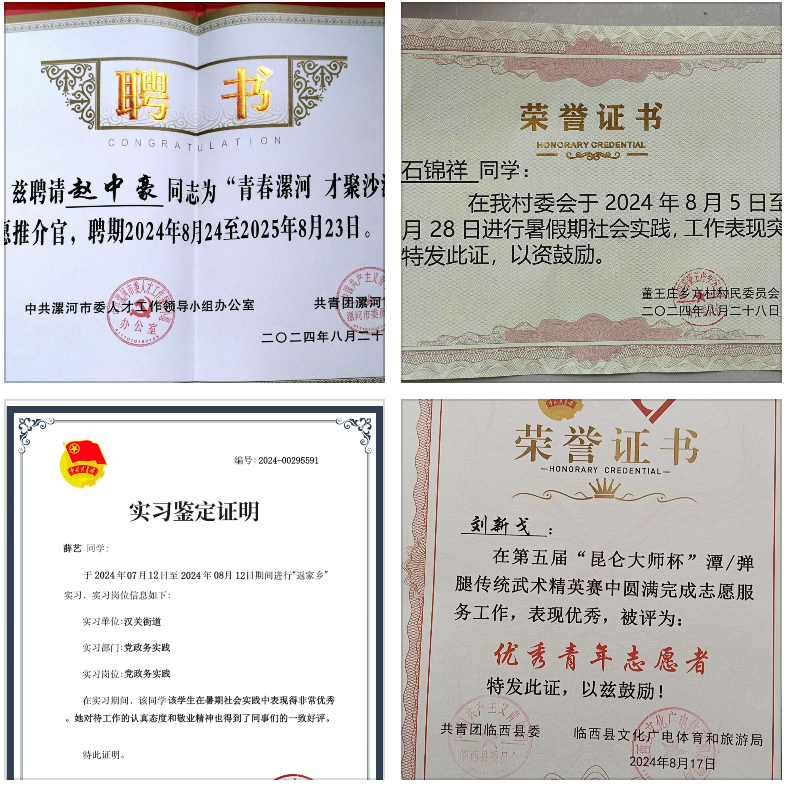 聘 书
CONGRATULATION
兹聘请赵中豪同志为“青春漯河 才聚沙
愿推介官，聘期2024年8月24至2025年8月23日。
中共漯河市委人才工作领导小组办公室 共青团漯河
办公室
二〇二四年八月二十
荣誉证书
HONORARY CREDENTIAL
石锦祥 同学：
在我村委会于 2024 年 8 月 5 日至
月 28 日进行暑假期社会实践，工作表现突
特发此证，以资鼓励。
董王庄乡方村村民委员会
二〇二四年八月二十八日
编号：2024-00295591
实习鉴定证明
薛艺 同学：
于 2024 年 07 月 12 日至 2024 年 08 月 12 日期间进行“返家乡”
实习，实习岗位信息如下：
实习单位：汉关街道
实习部门：党政务实践
实习岗位：党政务实践
在实习期间，该同学该学生在暑期社会实践中表现得非常优秀
。她对待工作的认真态度和敬业精神也得到了同事们的一致好评。
特此证明。
荣誉证书
—HONORARY CREDENTIAL—
刘新戈：
在第五届“昆仑大师杯”潭/弹
腿传统武术精英赛中圆满完成志愿服
务工作，表现优秀，被评为：
优秀青年志愿者
特发此证，以兹鼓励！
共青团临西县委 临西县文化广电体育和旅游局
2024年8月17日